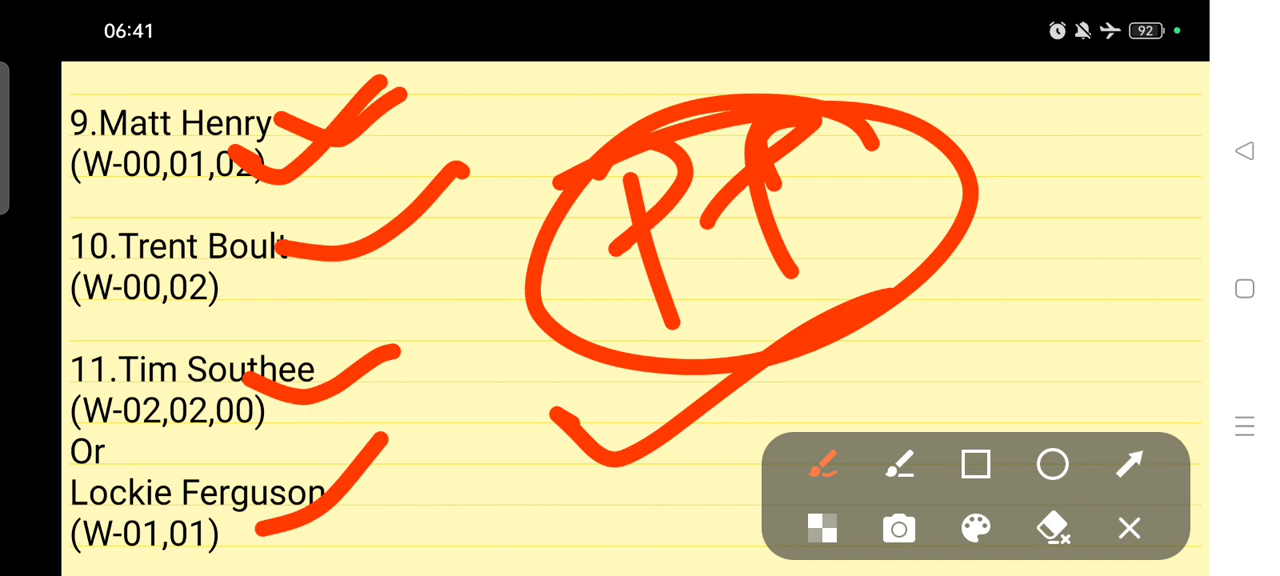 06:41
92
9.Matt Henry
(W-00,01,02)
10.Trent Boult
(W-00,02)
11.Tim Southee
(W-02,02,00)
Or
Lockie Ferguson
(W-01,01)